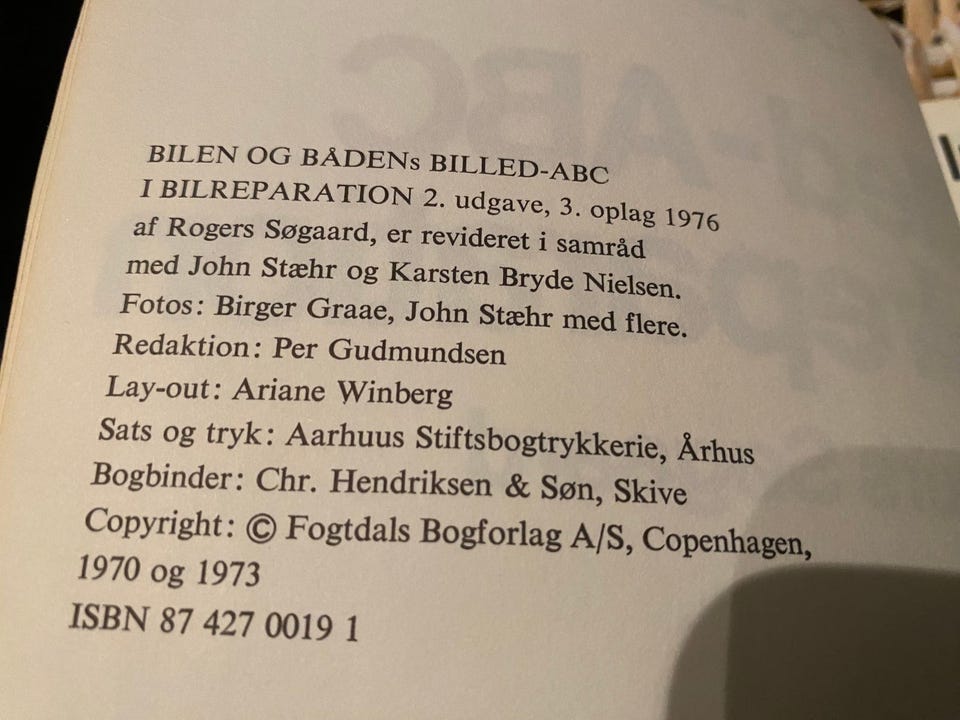 BILEN OG BÅDENs BILLED-ABC
I BILREPARATION 2. udgave, 3. oplag 1976
af Rogers Søgaard, er revideret i samråd
med John Stæhr og Karsten Bryde Nielsen.
Fotos: Birger Graae, John Stæhr med flere.
Redaktion: Per Gudmundsen
Lay-out: Ariane Winberg
Sats og tryk: Aarhuus Stiftsbogtrykkerie, Århus
Bogbinder: Chr. Hendriksen & Søn, Skive
Copyright: © Fogtdals Bogforlag A/S, Copenhagen,
1970 og 1973
ISBN 87 427 0019 1